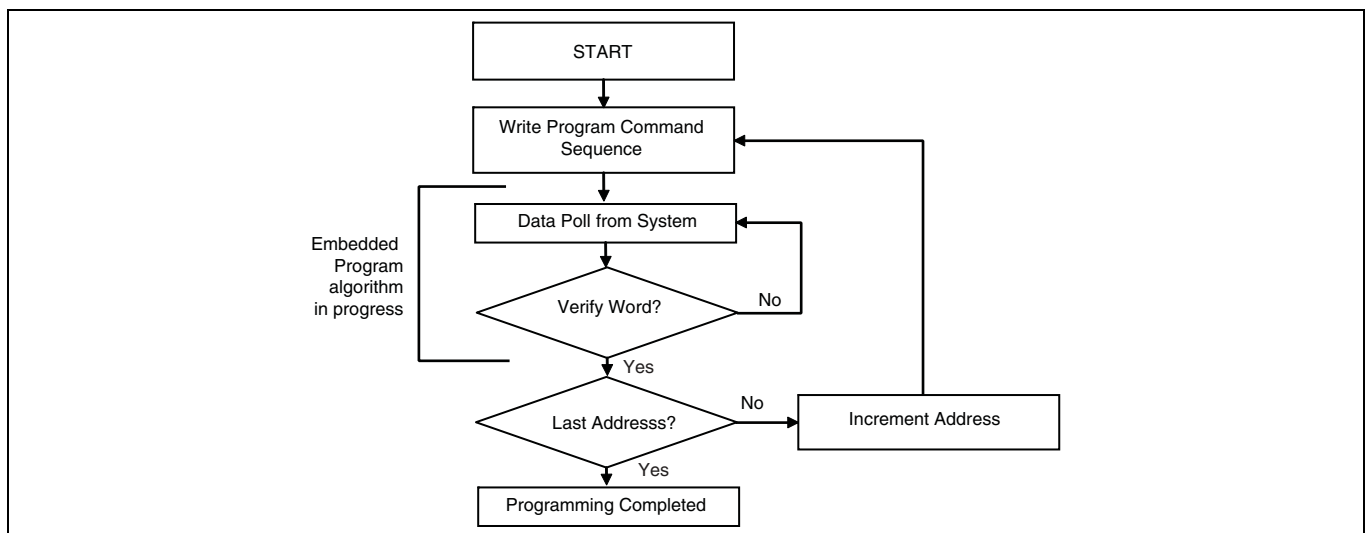 START
Write Program Command
Sequence
Data Poll from System
Embedded
Program
algorithm
in progress
Verify Word?
No
Yes
Last Addresss?
No
Increment Address
Yes
Programming Completed